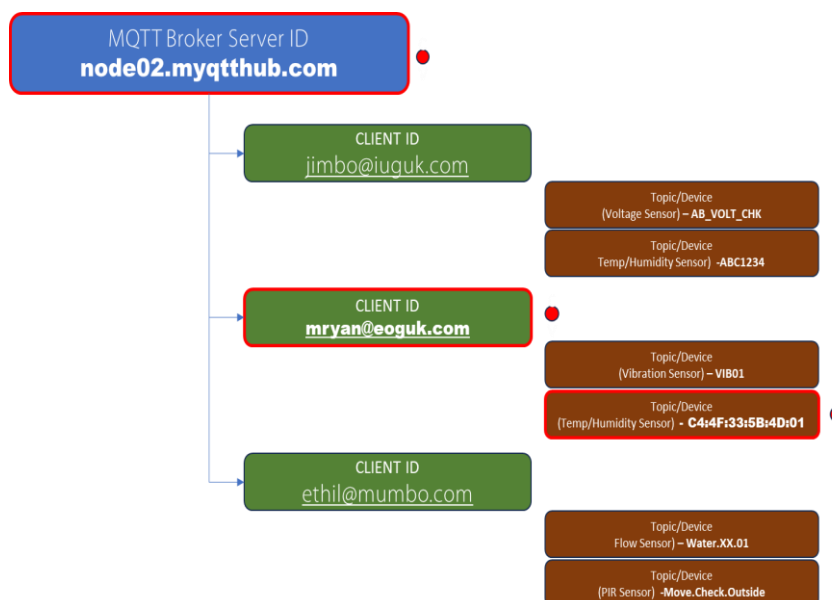 MQTT Broker Server ID
node02.myqtthub.com
CLIENT ID
jimbo@iuguk.com
Topic/Device
(Voltage Sensor) – AB_VOLT_CHK
Topic/Device
Temp/Humidity Sensor) -ABC1234
CLIENT ID
mryan@eoguk.com
Topic/Device
(Vibration Sensor) – VIB01
Topic/Device
(Temp/Humidity Sensor) - C4:4F:33:5B:4D:01
CLIENT ID
ethil@mumbo.com
Topic/Device
Flow Sensor) – Water.XX.01
Topic/Device
(PIR Sensor) -Move.Check.Outside